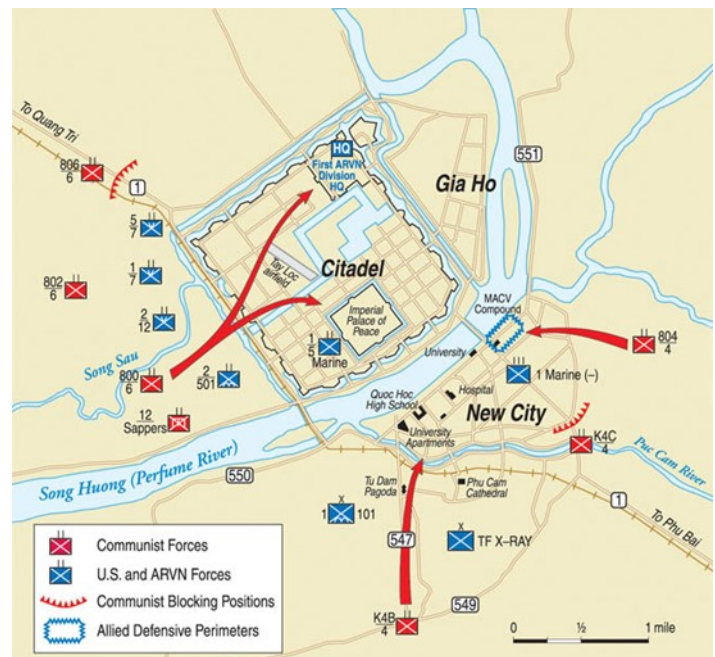 To Quang Tri
806
6
1
HQ
First ARVN
Division
HQ
551
Gia Ho
5
7
1
7
802
6
2
12
Tay Loc
airfield
Citadel
Imperial
Palace of
Peace
MACV
Compound
1
5
Marine
University
804
4
Song Sau
800
6
2
501
1 Marine (–)
Hospital
12
Sappers
Quoc Hoc
High School
New City
University
Apartments
K4C
4
Puc Cam River
Song Huong (Perfume River)
550
Tu Dam
Pagoda
Phu Cam
Cathedral
1
To Phu Bai
X
1
101
547
X
TF X–RAY
549
K4B
4
Communist Forces
U.S. and ARVN Forces
Communist Blocking Positions
Allied Defensive Perimeters
0 ½ 1 mile